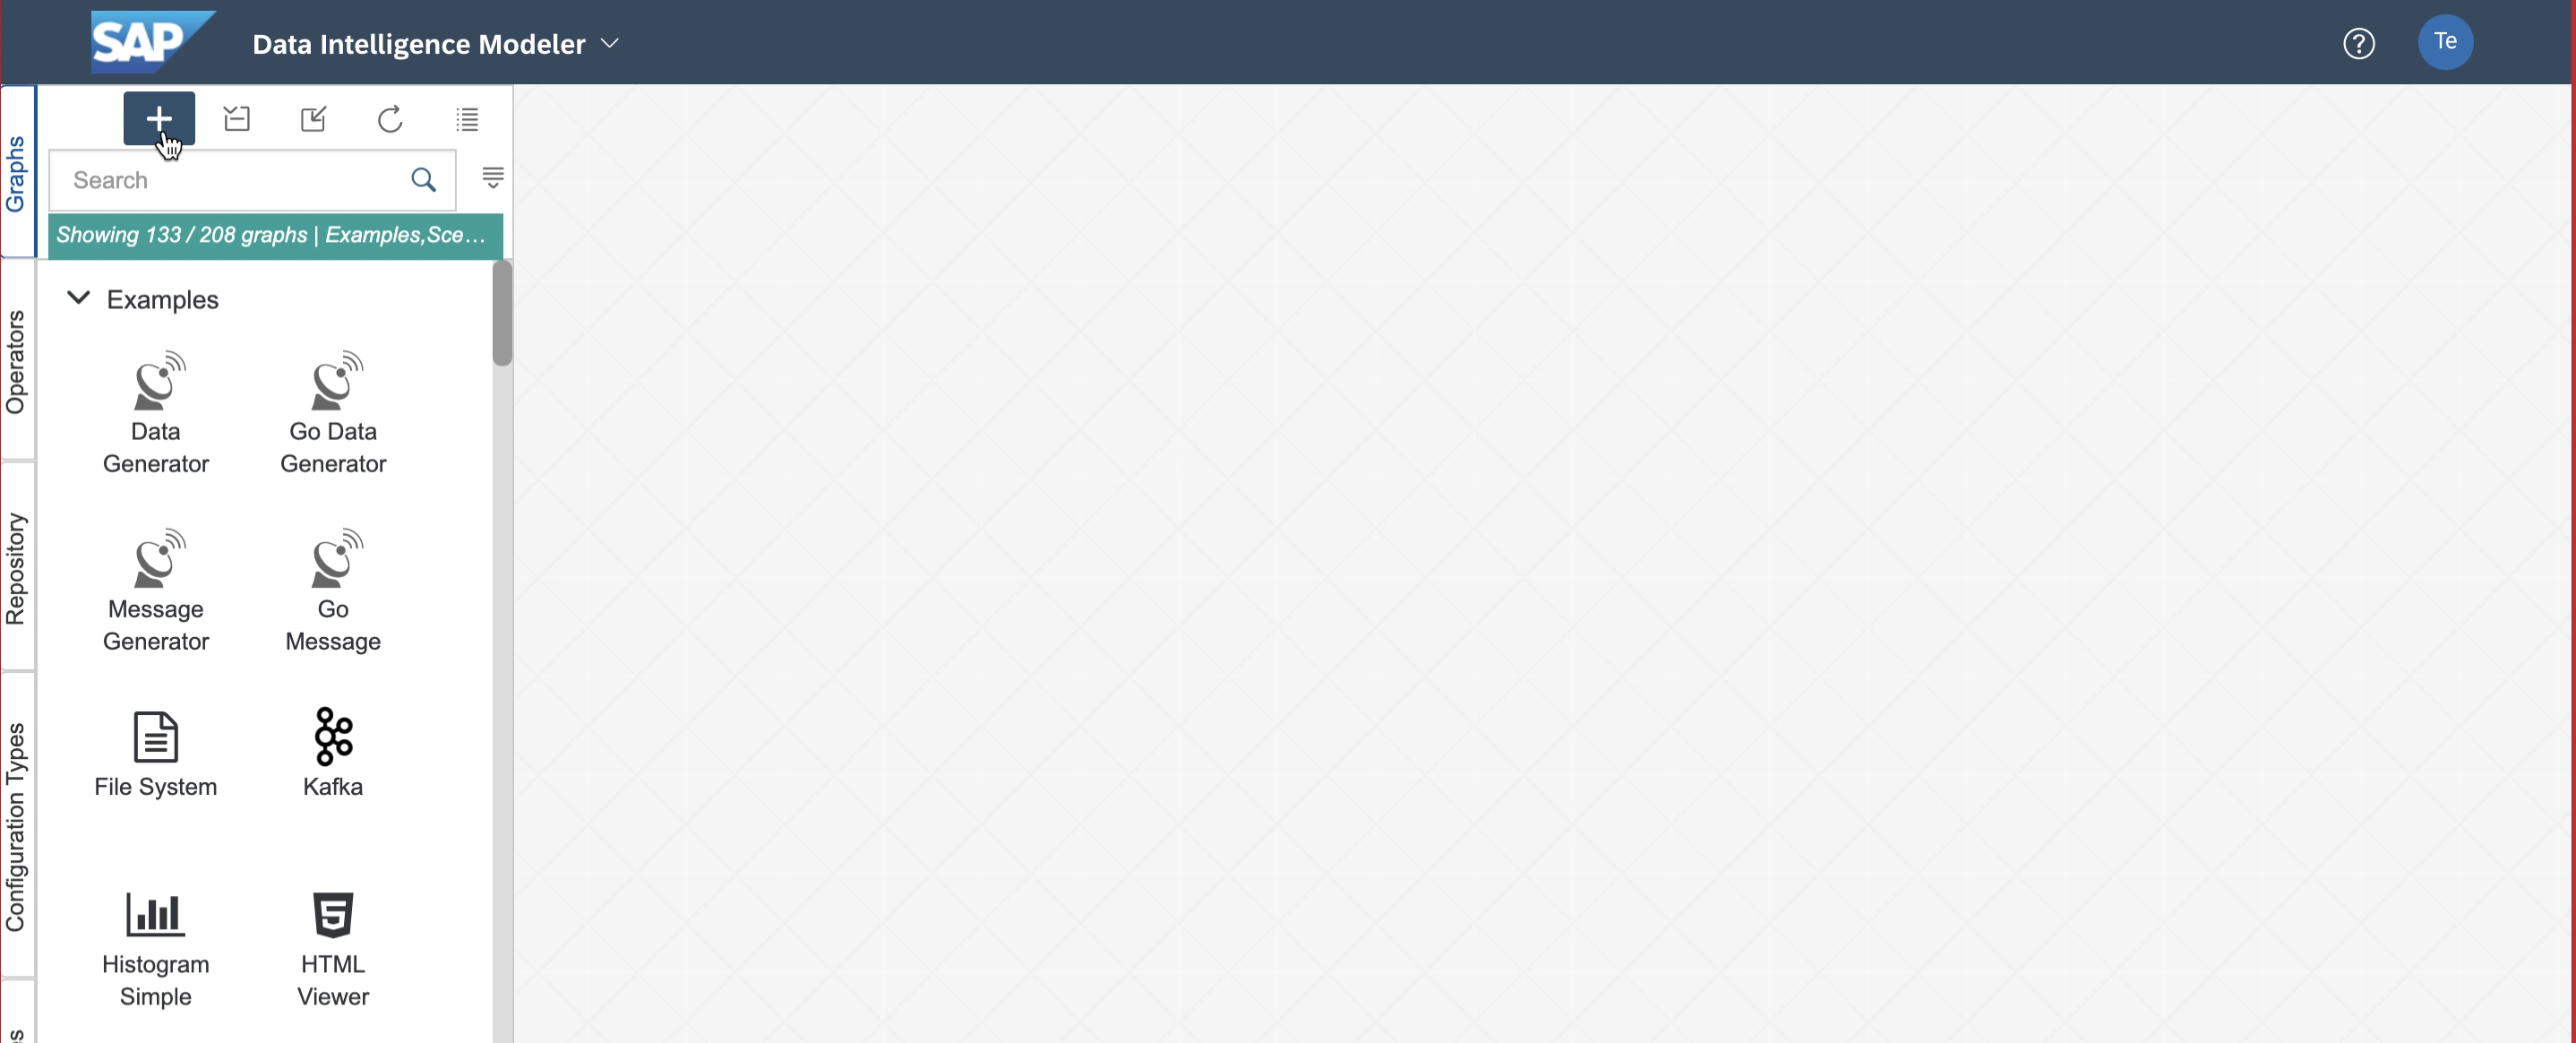 SAP
Data Intelligence Modeler
Te
Graphs
Search
Showing 133 / 208 graphs | Examples,Sce...
Examples
Data
Generator
Go Data
Generator
Operators
Message
Generator
Go
Message
Repository
File System
Kafka
Configuration Types
Histogram
Simple
HTML
Viewer